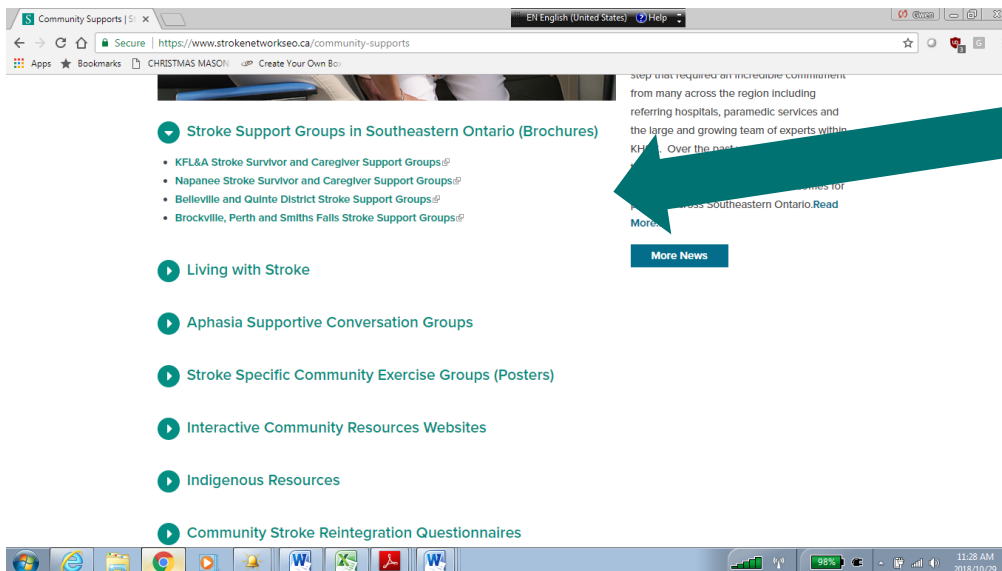 Community Supports | St
EN English (United States) Help
Gwen
Secure | https://www.strokenetworkseo.ca/community-supports
Apps Bookmarks CHRISTMAS MASON Create Your Own Bo
Stroke Support Groups in Southeastern Ontario (Brochures)
• KFL&A Stroke Survivor and Caregiver Support Groups
• Napanee Stroke Survivor and Caregiver Support Groups
• Belleville and Quinte District Stroke Support Groups
• Brockville, Perth and Smiths Falls Stroke Support Groups
Living with Stroke
Aphasia Supportive Conversation Groups
Stroke Specific Community Exercise Groups (Posters)
Interactive Community Resources Websites
Indigenous Resources
Community Stroke Reintegration Questionnaires
step that required an incredible commitment
from many across the region including
referring hospitals, paramedic services and
the large and growing team of experts within
Over the past
for
Southeastern Ontario.Read
More
More News
98%
11:28 AM
2018/10/29